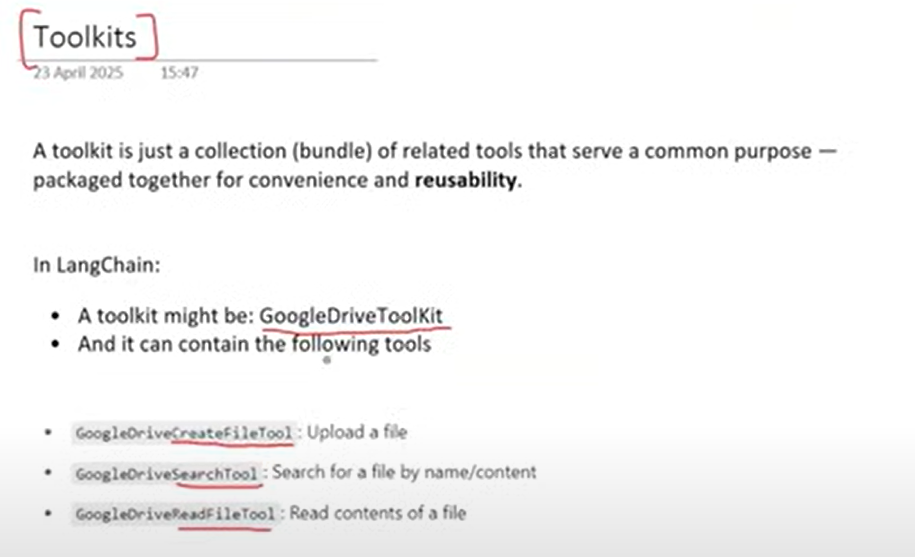 Toolkits
23 April 2025 15:47
A toolkit is just a collection (bundle) of related tools that serve a common purpose —
packaged together for convenience and reusability.
In LangChain:
• A toolkit might be: GoogleDriveToolKit
• And it can contain the following tools
• GoogleDriveCreateFileTool: Upload a file
• GoogleDriveSearchTool: Search for a file by name/content
• GoogleDriveReadFileTool: Read contents of a file